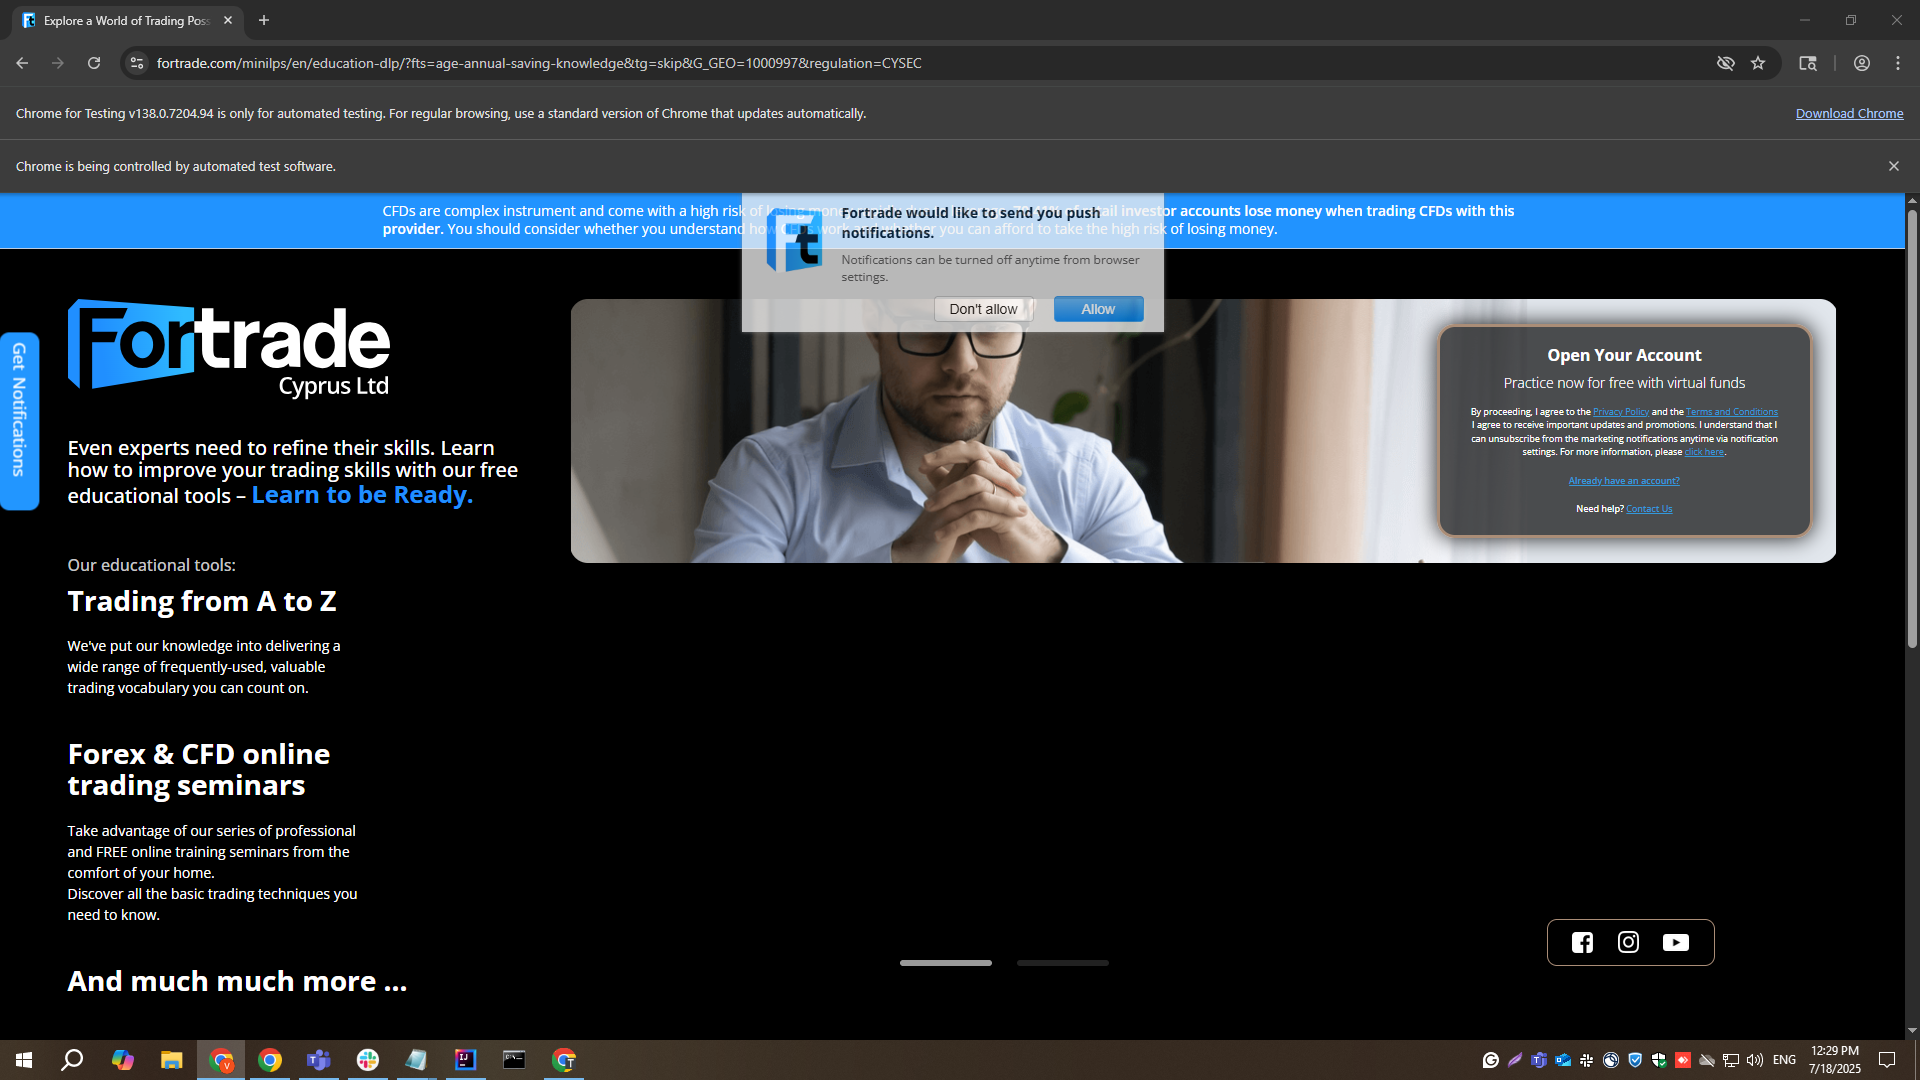 Explore a World of Trading Pos
fortrade.com/minilps/en/education-dlp/?fts=age-annual-saving-knowledge&tg=skip&G_GEO=1000997&regulation=CYSEC
Chrome for Testing v138.0.7204.94 is only for automated testing. For regular browsing, use a standard version of Chrome that updates automatically.
Download Chrome
Chrome is being controlled by automated test software.
CFDs are complex instrument and come with a high risk of losing investor accounts lose money when trading CFDs with this
provider. You should consider whether you understand how you can afford to take the high risk of losing money.
Fortrade would like to send you push
notifications.
Notifications can be turned off anytime from browser
settings.
Don't allow
Allow
Ft
Get Notifications
Fortrade
Cyprus Ltd
Even experts need to refine their skills. Learn
how to improve your trading skills with our free
educational tools – Learn to be Ready.
Our educational tools:
Trading from A to Z
We've put our knowledge into delivering a
wide range of frequently-used, valuable
trading vocabulary you can count on.
Forex & CFD online
trading seminars
Take advantage of our series of professional
and FREE online training seminars from the
comfort of your home.
Discover all the basic trading techniques you
need to know.
And much much more ...
Open Your Account
Practice now for free with virtual funds
By proceeding, I agree to the Privacy Policy and the Terms and Conditions
I agree to receive important updates and promotions. I understand that I
can unsubscribe from the marketing notifications anytime via notification
settings. For more information, please click here.
Already have an account?
Need help? Contact Us
ENG
12:29 PM
7/18/2025